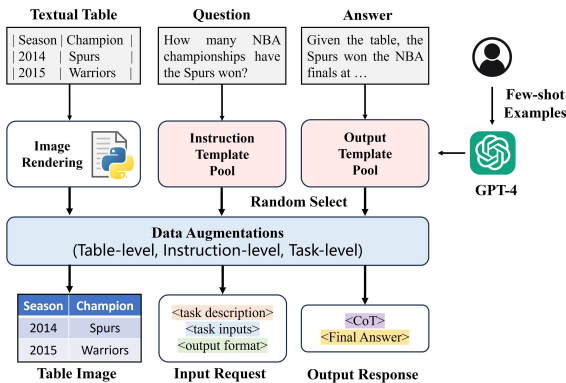 Textual Table
Question
Answer
| Season | Champion |
| 2014 | Spurs |
| 2015 | Warriors |
How many NBA
championships have
the Spurs won?
Given the table, the
Spurs won the NBA
finals at …
Few-shot
Examples
Image
Rendering
Instruction
Template
Pool
Output
Template
Pool
GPT-4
Random Select
Data Augmentations
(Table-level, Instruction-level, Task-level)
Season Champion
2014 Spurs
2015 Warriors
<task description>
<task inputs>
<output format>
<CoT>
<Final Answer>
Table Image
Input Request
Output Response